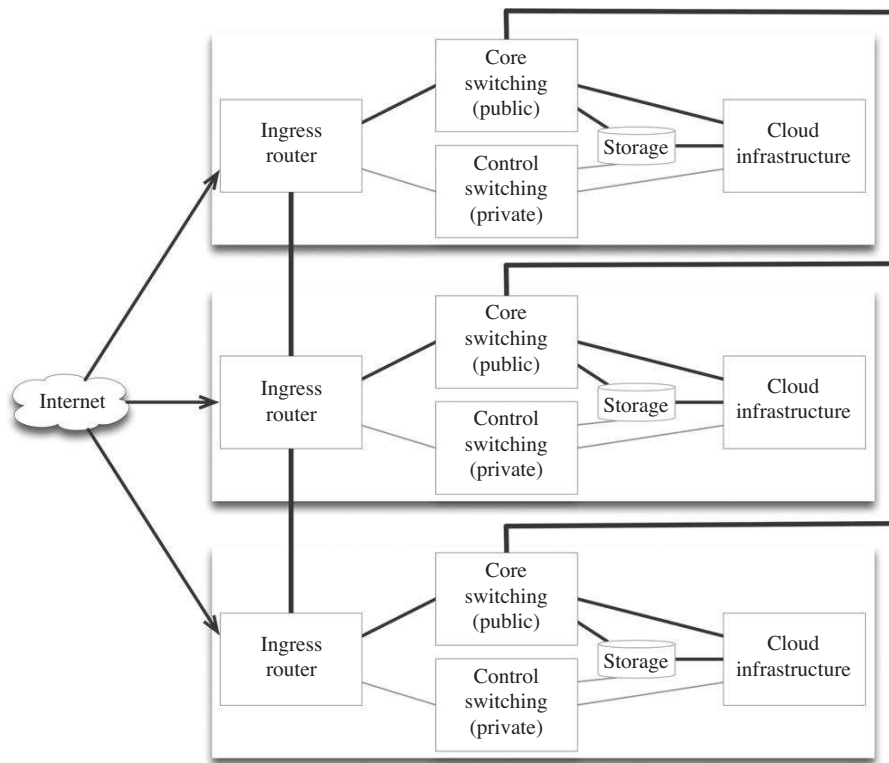 Core
switching
(public)
Ingress
router
Storage
Cloud
infrastructure
Control
switching
(private)
Core
switching
(public)
Internet
Ingress
router
Storage
Cloud
infrastructure
Control
switching
(private)
Core
switching
(public)
Ingress
router
Storage
Cloud
infrastructure
Control
switching
(private)